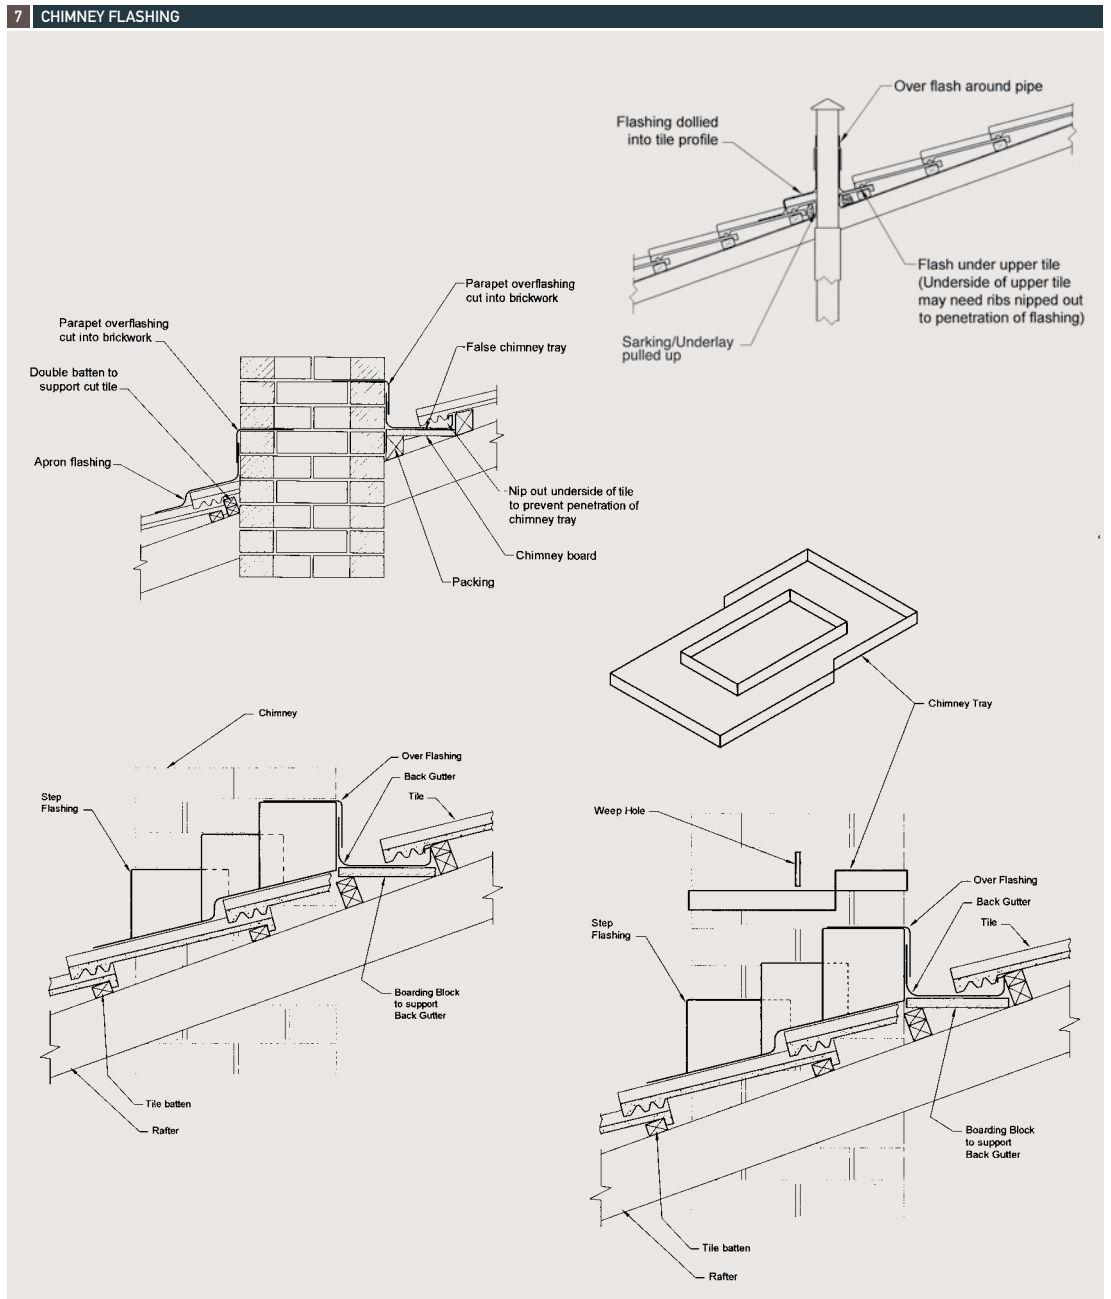 7 CHIMNEY FLASHING
Over flash around pipe
Flashing dollied
into tile profile
Flash under upper tile
(Underside of upper tile
may need ribs nipped out
to penetration of flashing)
Sarking/Underlay
pulled up
Parapet overflashing
cut into brickwork
Parapet overflashing
cut into brickwork
False chimney tray
Double batten to
support cut tile
Apron flashing
Nip out underside of tile
to prevent penetration of
chimney tray
Chimney board
Packing
Chimney Tray
Chimney
Over Flashing
Back Gutter
Tile
Step
Flashing
Boarding Block
to support
Back Gutter
Tile batten
Rafter
Weep Hole
Over Flashing
Back Gutter
Tile
Step
Flashing
Boarding Block
to support
Back Gutter
Tile batten
Rafter